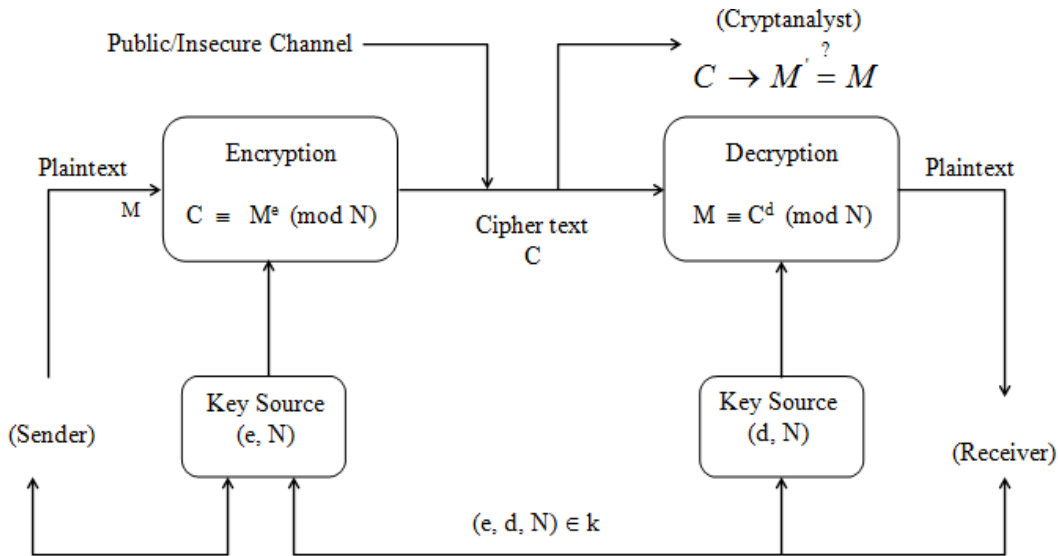 (Cryptanalyst)
Public/Insecure Channel
?
C → M' = M
Plaintext
M
Encryption
C ≡ Mᵉ (mod N)
Cipher text
C
Decryption
M ≡ Cᵈ (mod N)
Plaintext
(Sender)
Key Source
(e, N)
Key Source
(d, N)
(Receiver)
(e, d, N) ∈ k